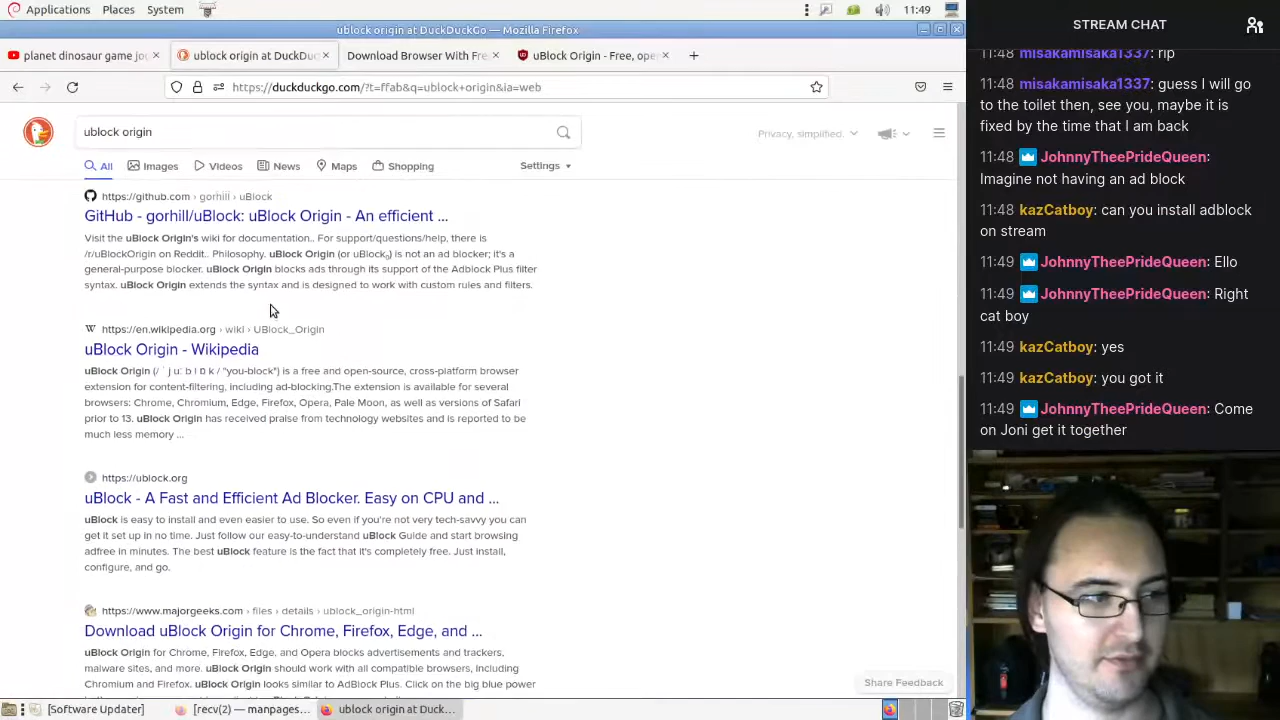 Applications Places System
11:49
ublock origin at DuckDuckGo — Mozilla Firefox
planet dinosaur game jo
ublock origin at DuckDu
Download Browser With Fre
uBlock Origin - Free, ope
https://duckduckgo.com/?t=ffab&q=ublock+origin&ia=web
ublock origin
Privacy, simplified.
All Images Videos News Maps Shopping Settings
https://github.com › gorhill › uBlock
GitHub - gorhill/uBlock: uBlock Origin - An efficient ...
Visit the uBlock Origin's wiki for documentation.. For support/questions/help, there is
/r/uBlockOrigin on Reddit.. Philosophy. uBlock Origin (or uBlock₀) is not an ad blocker; it's a
general-purpose blocker. uBlock Origin blocks ads through its support of the Adblock Plus filter
syntax. uBlock Origin extends the syntax and is designed to work with custom rules and filters.
https://en.wikipedia.org › wiki › UBlock_Origin
uBlock Origin - Wikipedia
uBlock Origin (/ ˈ j uː b l ɒ k / "you-block") is a free and open-source, cross-platform browser
extension for content-filtering, including ad-blocking.The extension is available for several
browsers: Chrome, Chromium, Edge, Firefox, Opera, Pale Moon, as well as versions of Safari
prior to 13. uBlock Origin has received praise from technology websites and is reported to be
much less memory ...
https://ublock.org
uBlock - A Fast and Efficient Ad Blocker. Easy on CPU and ...
uBlock is easy to install and even easier to use. So even if you're not very tech-savvy you can
get it set up in no time. Just follow our easy-to-understand uBlock Guide and start browsing
adfree in minutes. The best uBlock feature is the fact that it's completely free. Just install,
configure, and go.
https://www.majorgeeks.com › files › details › ublock_origin-html
Download uBlock Origin for Chrome, Firefox, Edge, and ...
uBlock Origin for Chrome, Firefox, Edge, and Opera blocks advertisements and trackers,
malware sites, and more. uBlock Origin should work with all compatible browsers, including
Chromium and Firefox. uBlock Origin looks similar to AdBlock Plus. Click on the big blue power
Share Feedback
[Software Updater]
[recv(2) — manpages...
ublock origin at Duck...
STREAM CHAT
11:48 misakamisaka1337: rip
11:48 misakamisaka1337: guess I will go
to the toilet then, see you, maybe it is
fixed by the time that I am back
11:48 JohnnyTheePrideQueen:
Imagine not having an ad block
11:48 kazCatboy: can you install adblock
on stream
11:49 JohnnyTheePrideQueen: Ello
11:49 JohnnyTheePrideQueen: Right
cat boy
11:49 kazCatboy: yes
11:49 kazCatboy: you got it
11:49 JohnnyTheePrideQueen: Come
on Joni get it together